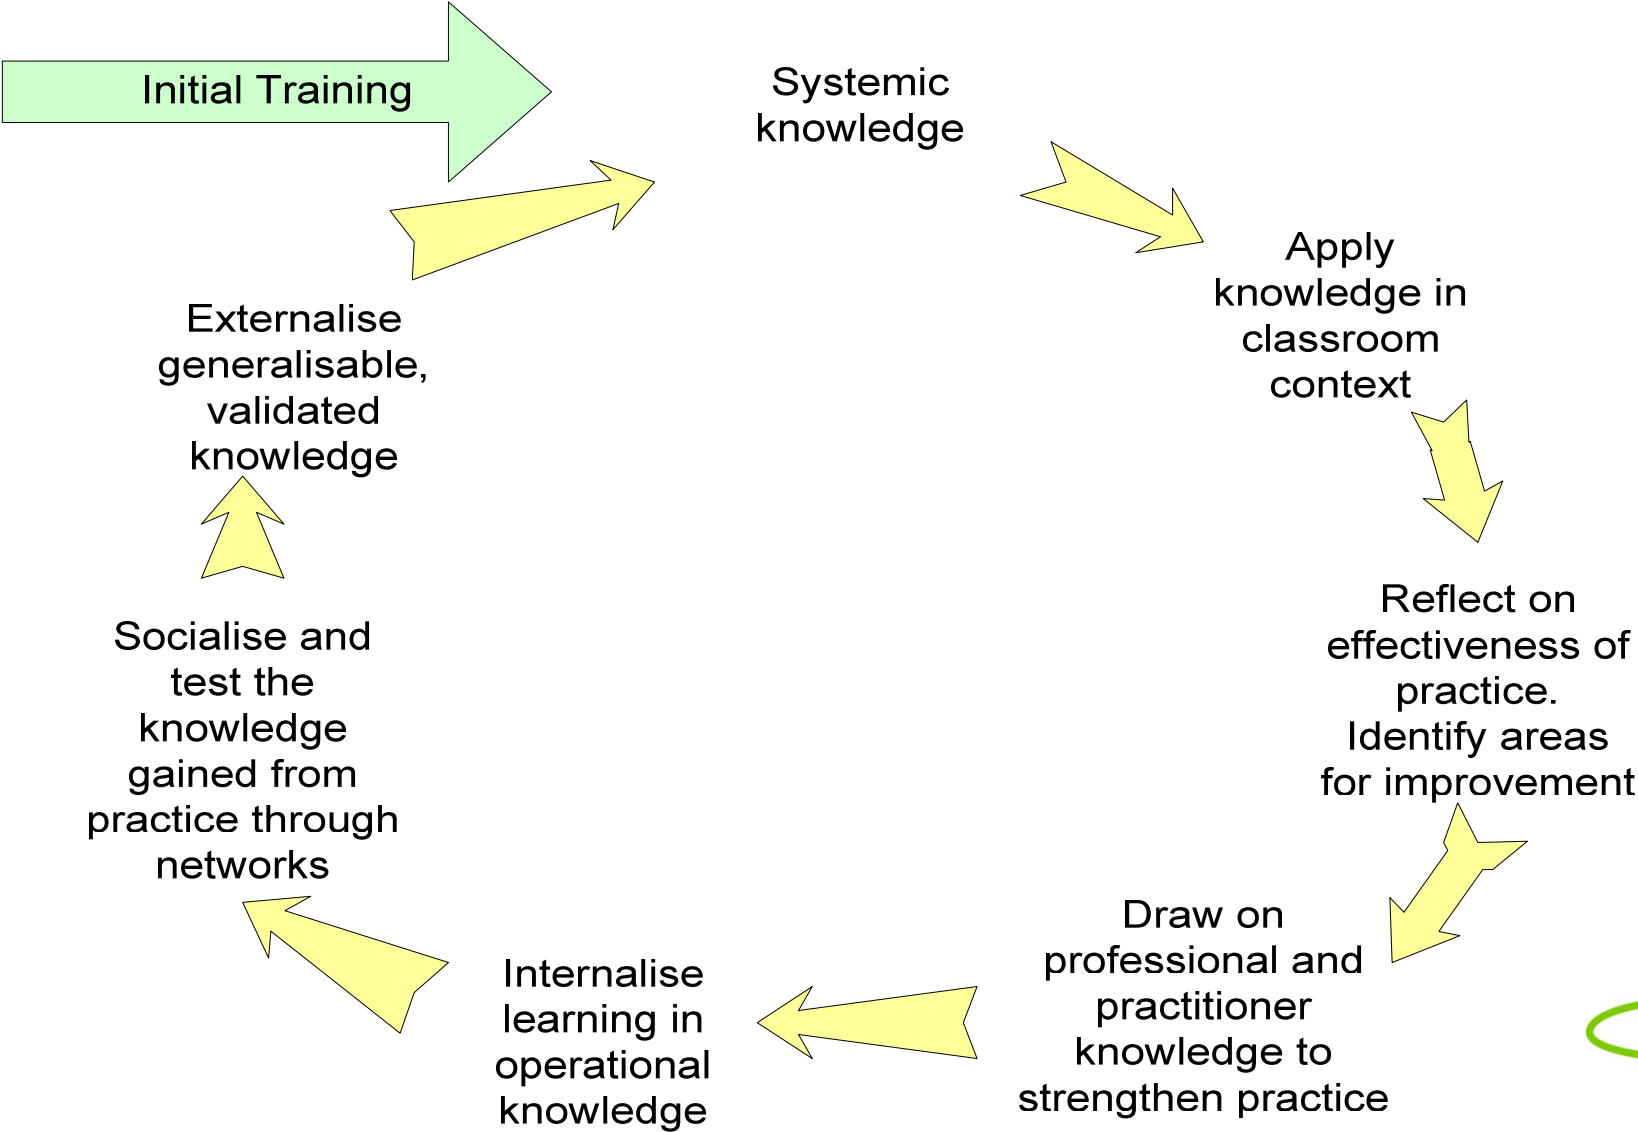 Initial Training
Systemic
knowledge
Apply
knowledge in
classroom
context
Reflect on
effectiveness of
practice.
Identify areas
for improvement
Draw on
professional and
practitioner
knowledge to
strengthen practice
Internalise
learning in
operational
knowledge
Socialise and
test the
knowledge
gained from
practice through
networks
Externalise
generalisable,
validated
knowledge